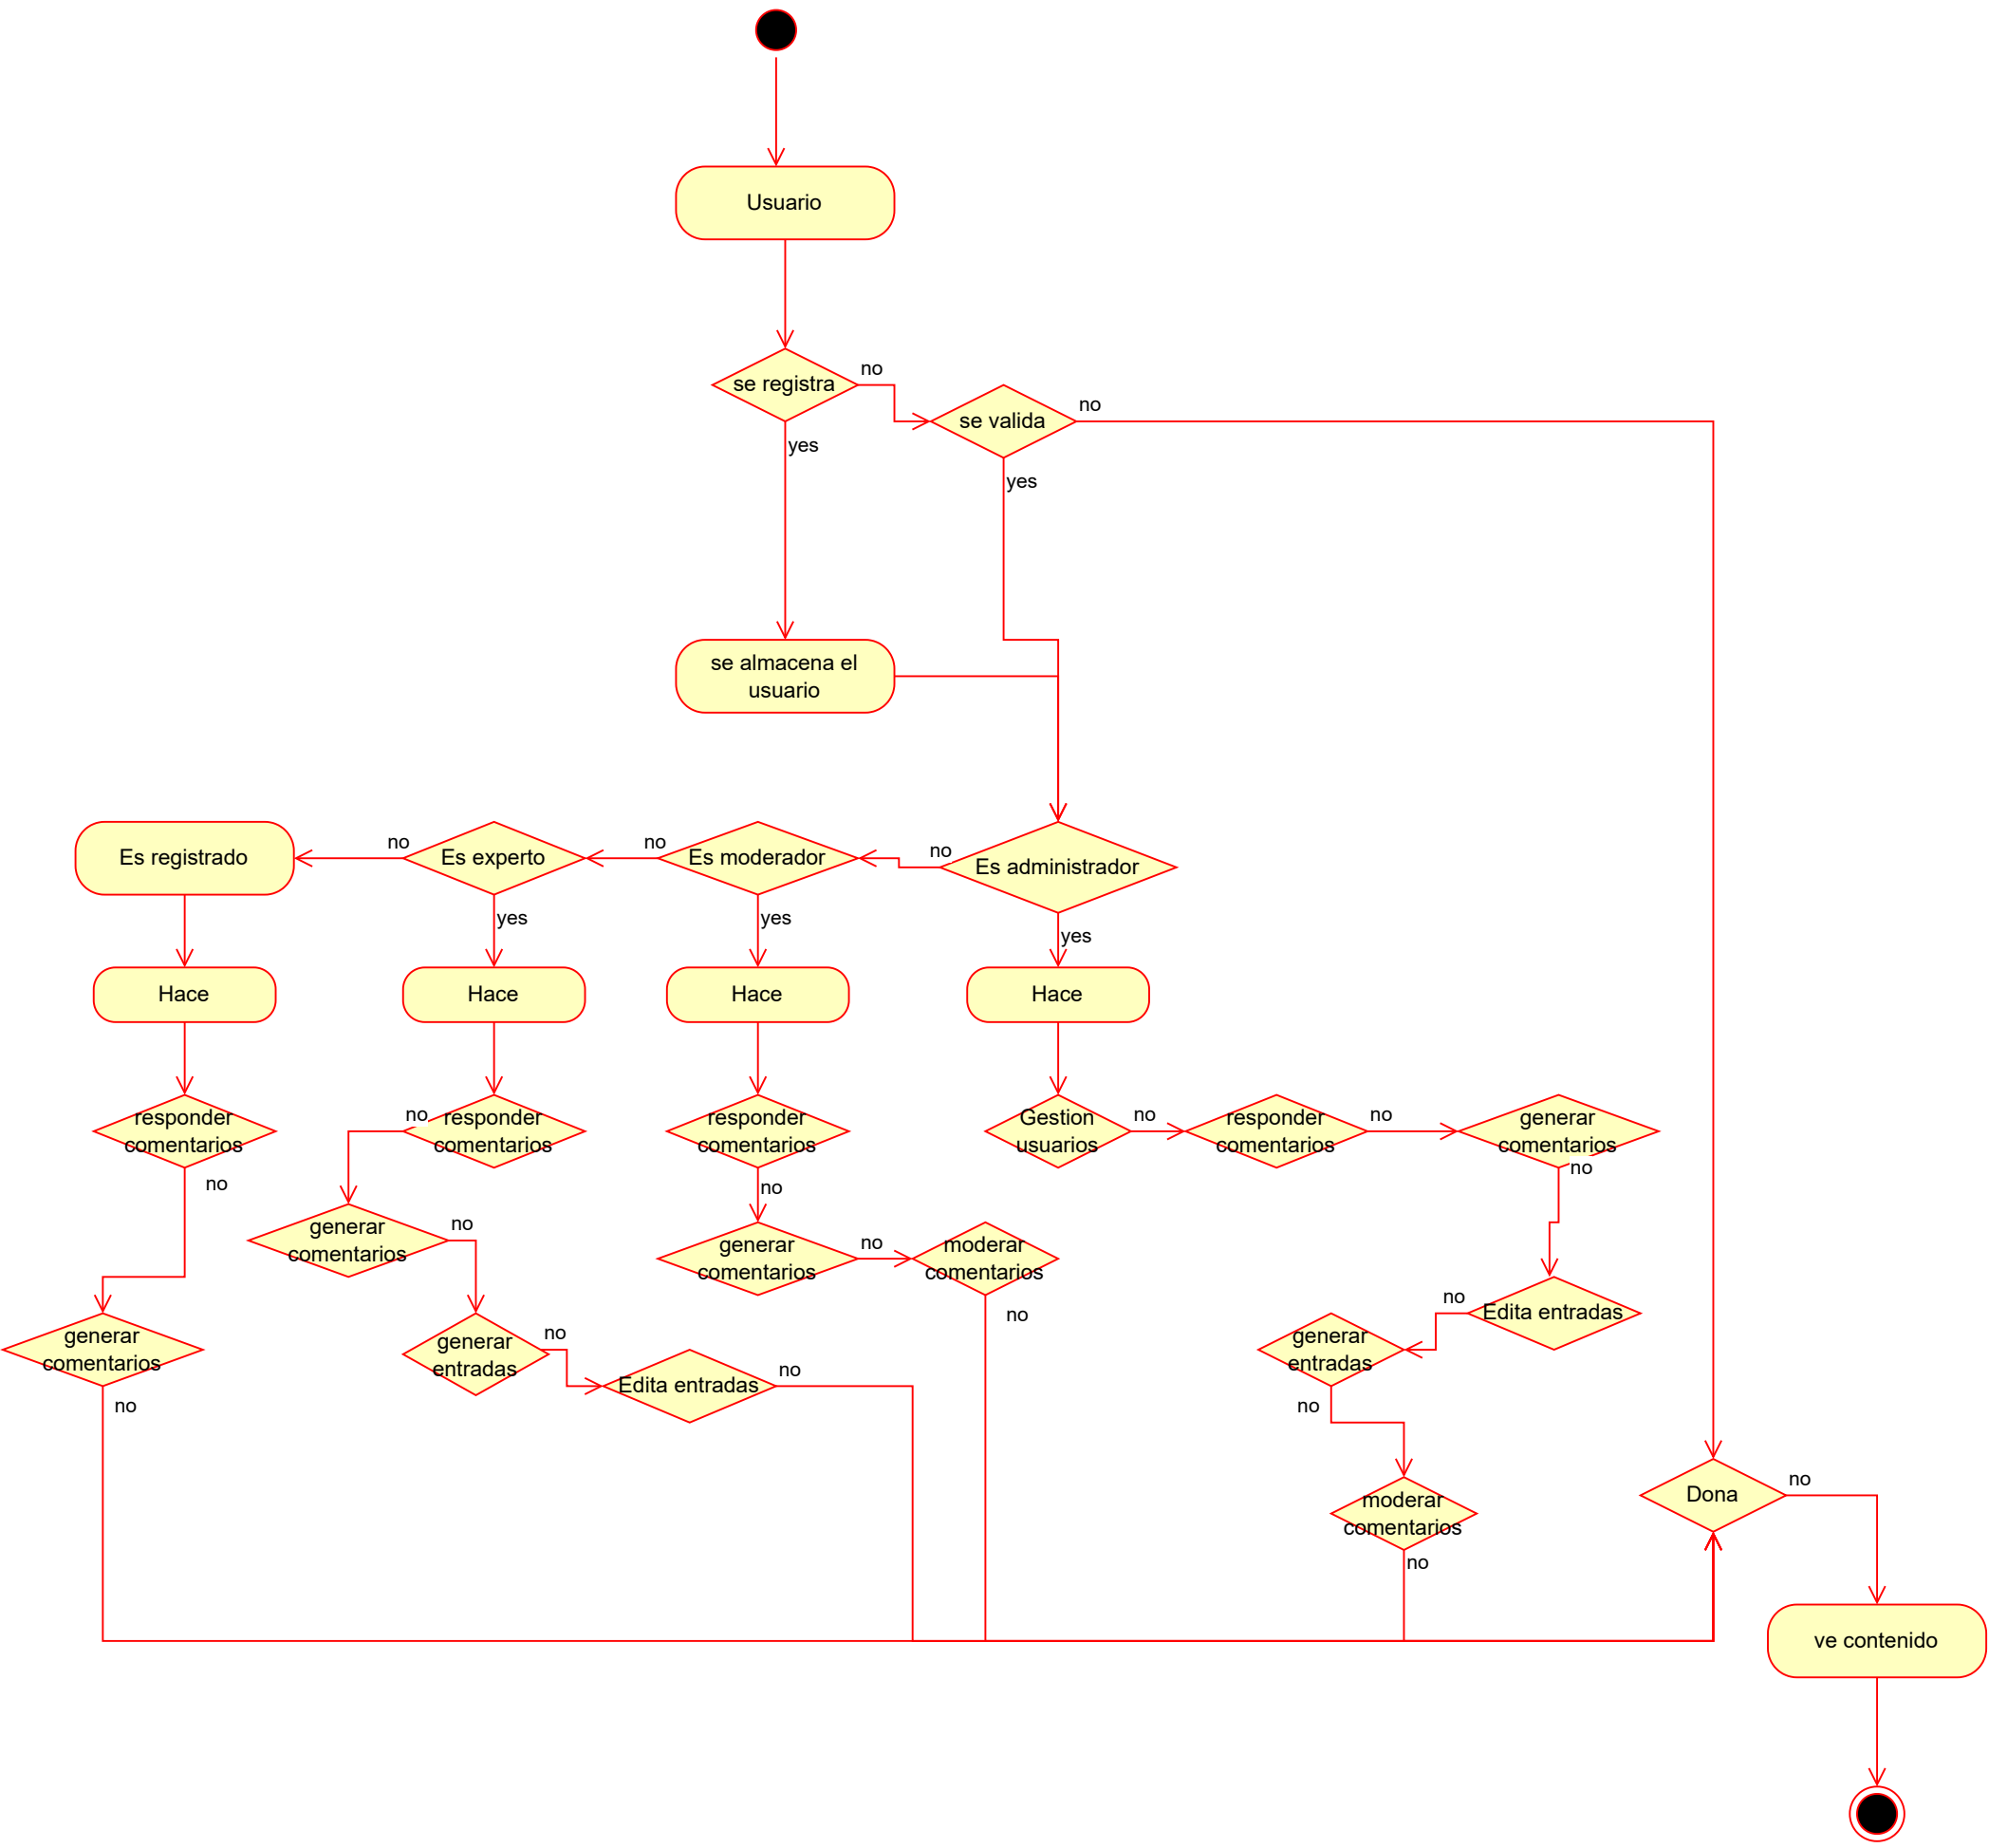 Usuario
se registra
no
se valida
no
yes
yes
se almacena el
usuario
Es registrado
no
Es experto
no
Es moderador
no
Es administrador
yes
yes
yes
Hace
Hace
Hace
Hace
responder
comentarios
no
responder
comentarios
responder
comentarios
Gestion
usuarios
no
responder
comentarios
no
generar
comentarios
no
no
no
generar
comentarios
no
generar
comentarios
no
moderar
comentarios
no
no
Edita entradas
generar
comentarios
no
generar
entradas
no
Edita entradas
no
generar
entradas
no
moderar
comentarios
no
Dona
no
ve contenido